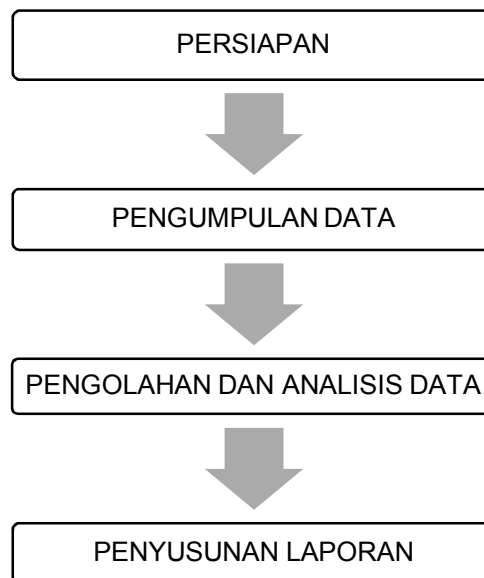 PERSIAPAN
PENGUMPULAN DATA
PENGOLAHAN DAN ANALISIS DATA
PENYUSUNAN LAPORAN